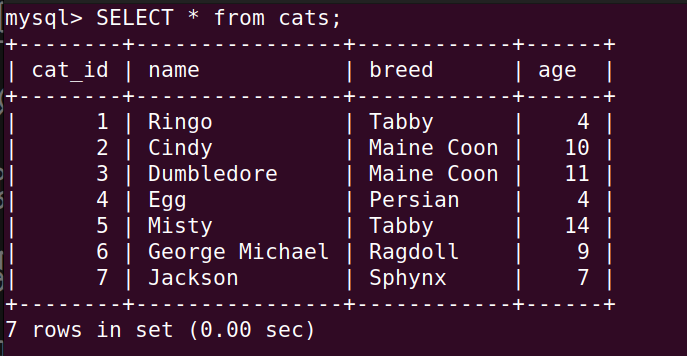 mysql> SELECT * from cats;
+--------+----------------+------------+------+
| cat_id | name           | breed      | age  |
+--------+----------------+------------+------+
|      1 | Ringo          | Tabby      |    4 |
|      2 | Cindy          | Maine Coon |   10 |
|      3 | Dumbledore     | Maine Coon |   11 |
|      4 | Egg            | Persian    |    4 |
|      5 | Misty          | Tabby      |   14 |
|      6 | George Michael | Ragdoll    |    9 |
|      7 | Jackson        | Sphynx     |    7 |
+--------+----------------+------------+------+
7 rows in set (0.00 sec)